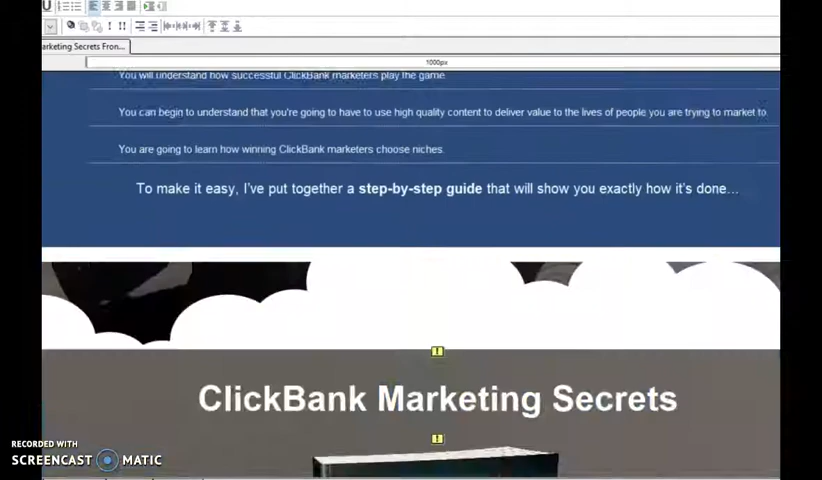 U
arketing Secrets Fron...
1000px
You will understand how successful ClickBank marketers play the game
You can begin to understand that you're going to have to use high quality content to deliver value to the lives of people you are trying to market to.
You are going to learn how winning ClickBank marketers choose niches.
To make it easy, I've put together a step-by-step guide that will show you exactly how it's done...
!
ClickBank Marketing Secrets
!
RECORDED WITH
SCREENCAST MATIC